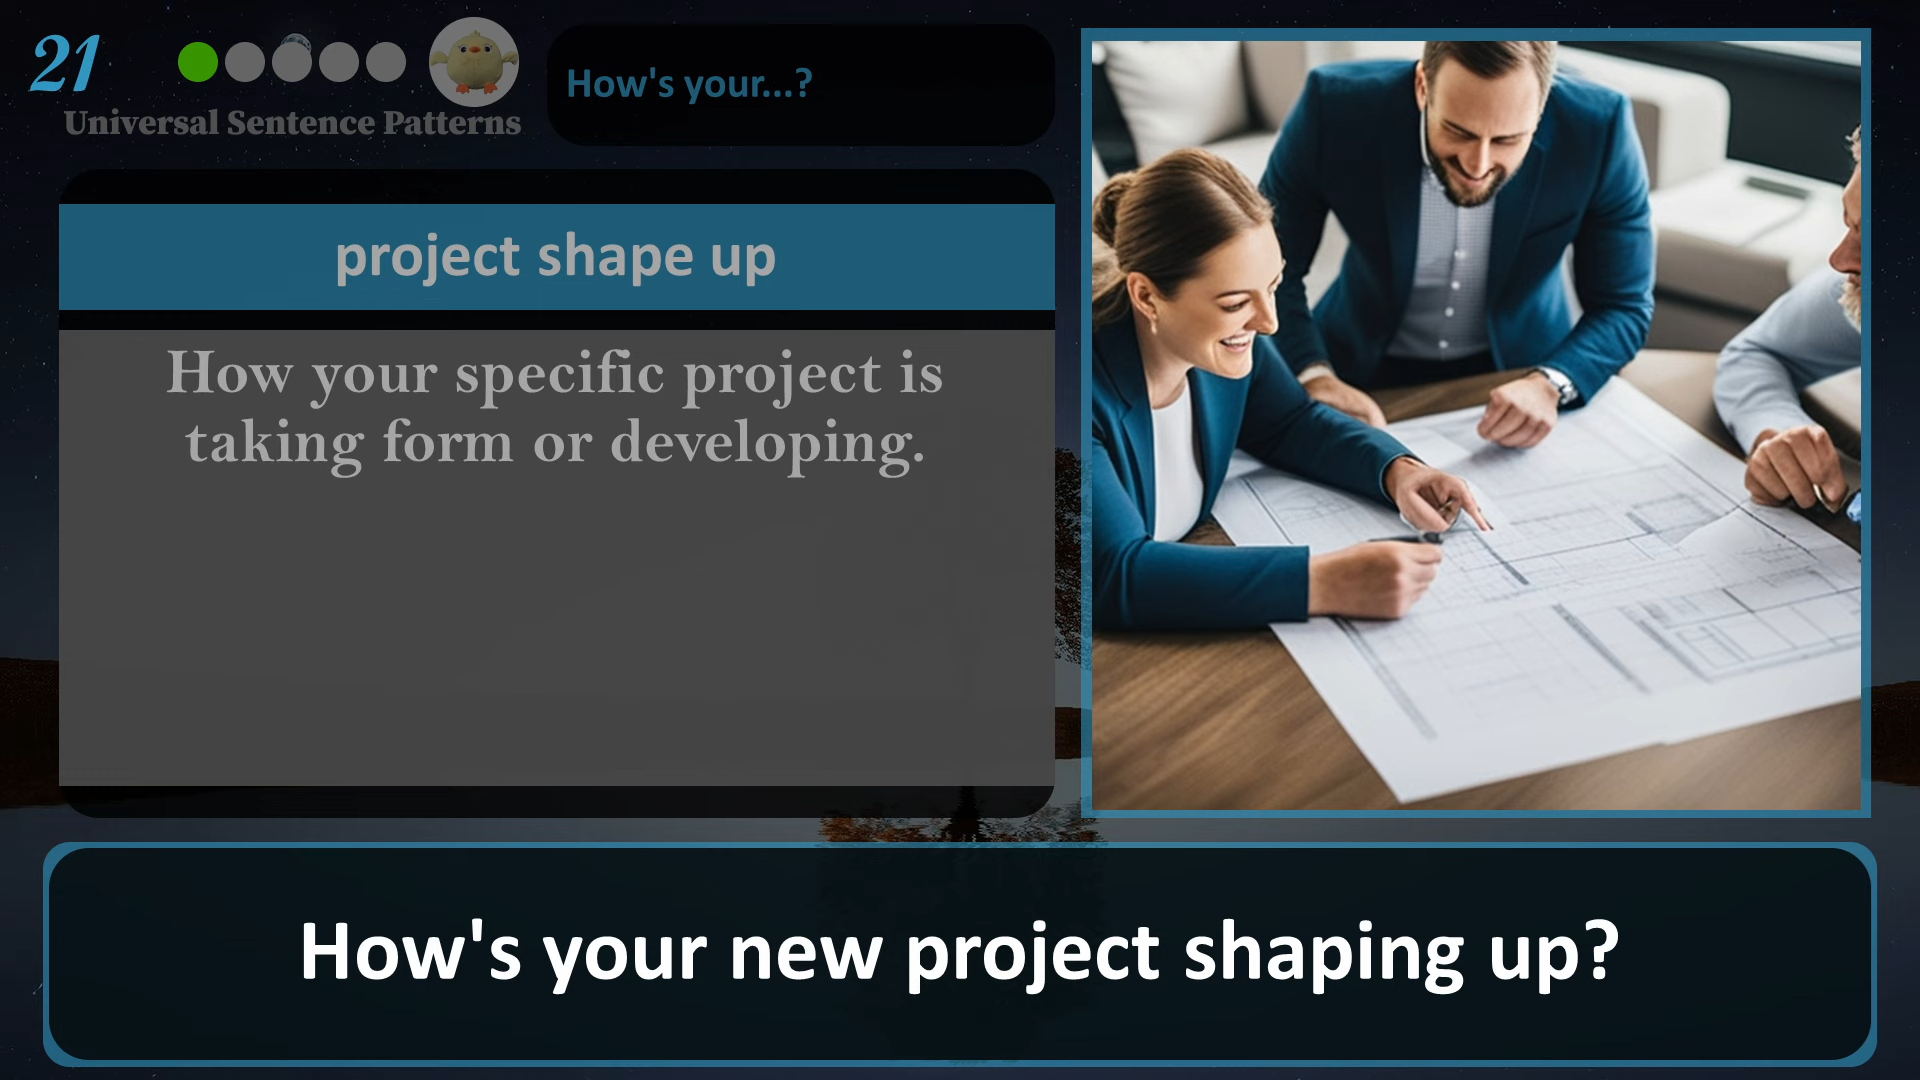 21
Universal Sentence Patterns
How's your...?
project shape up
How your specific project is
taking form or developing.
How's your new project shaping up?